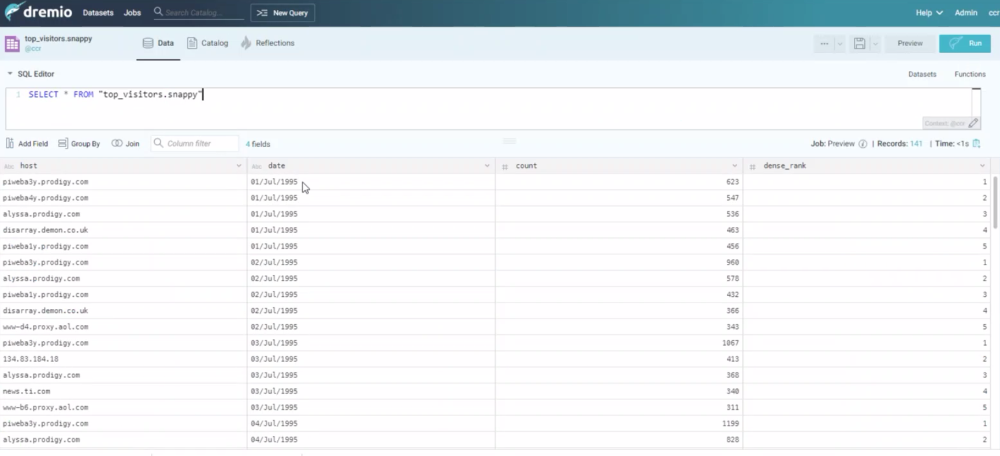 dremio Datasets Jobs Search Catalog... New Query Help Admin ccr
top_visitors.snappy
@ccr
Data Catalog Reflections ... Preview Run
SQL Editor Datasets Functions
1 SELECT * FROM "top_visitors.snappy"
Context: @ccr
Add Field Group By Join Column filter 4 fields Job: Preview i | Records: 141 | Time: <1s
Abc host Abc date # count # dense_rank
piweba3y.prodigy.com 01/Jul/1995 623 1
piweba4y.prodigy.com 01/Jul/1995 547 2
alyssa.prodigy.com 01/Jul/1995 536 3
disarray.demon.co.uk 01/Jul/1995 463 4
piweba1y.prodigy.com 01/Jul/1995 456 5
piweba3y.prodigy.com 02/Jul/1995 960 1
alyssa.prodigy.com 02/Jul/1995 578 2
piweba1y.prodigy.com 02/Jul/1995 432 3
disarray.demon.co.uk 02/Jul/1995 366 4
www-d4.proxy.aol.com 02/Jul/1995 343 5
piweba3y.prodigy.com 03/Jul/1995 1067 1
134.83.184.18 03/Jul/1995 413 2
alyssa.prodigy.com 03/Jul/1995 368 3
news.ti.com 03/Jul/1995 340 4
www-b6.proxy.aol.com 03/Jul/1995 311 5
piweba3y.prodigy.com 04/Jul/1995 1199 1
alyssa.prodigy.com 04/Jul/1995 828 2